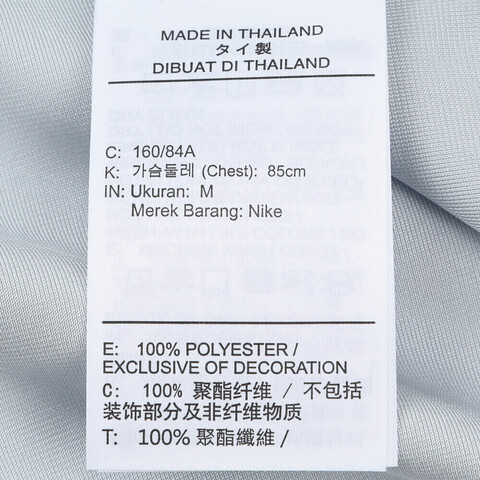 MADE IN THAILAND
タイ製
DIBUAT DI THAILAND
C: 160/84A
K: 가슴둘레 (Chest): 85cm
IN: Ukuran: M
Merek Barang: Nike
E: 100% POLYESTER /
EXCLUSIVE OF DECORATION
C: 100% 聚酯纤维 / 不包括
装饰部分及非纤维物质
T: 100% 聚酯纖維 /